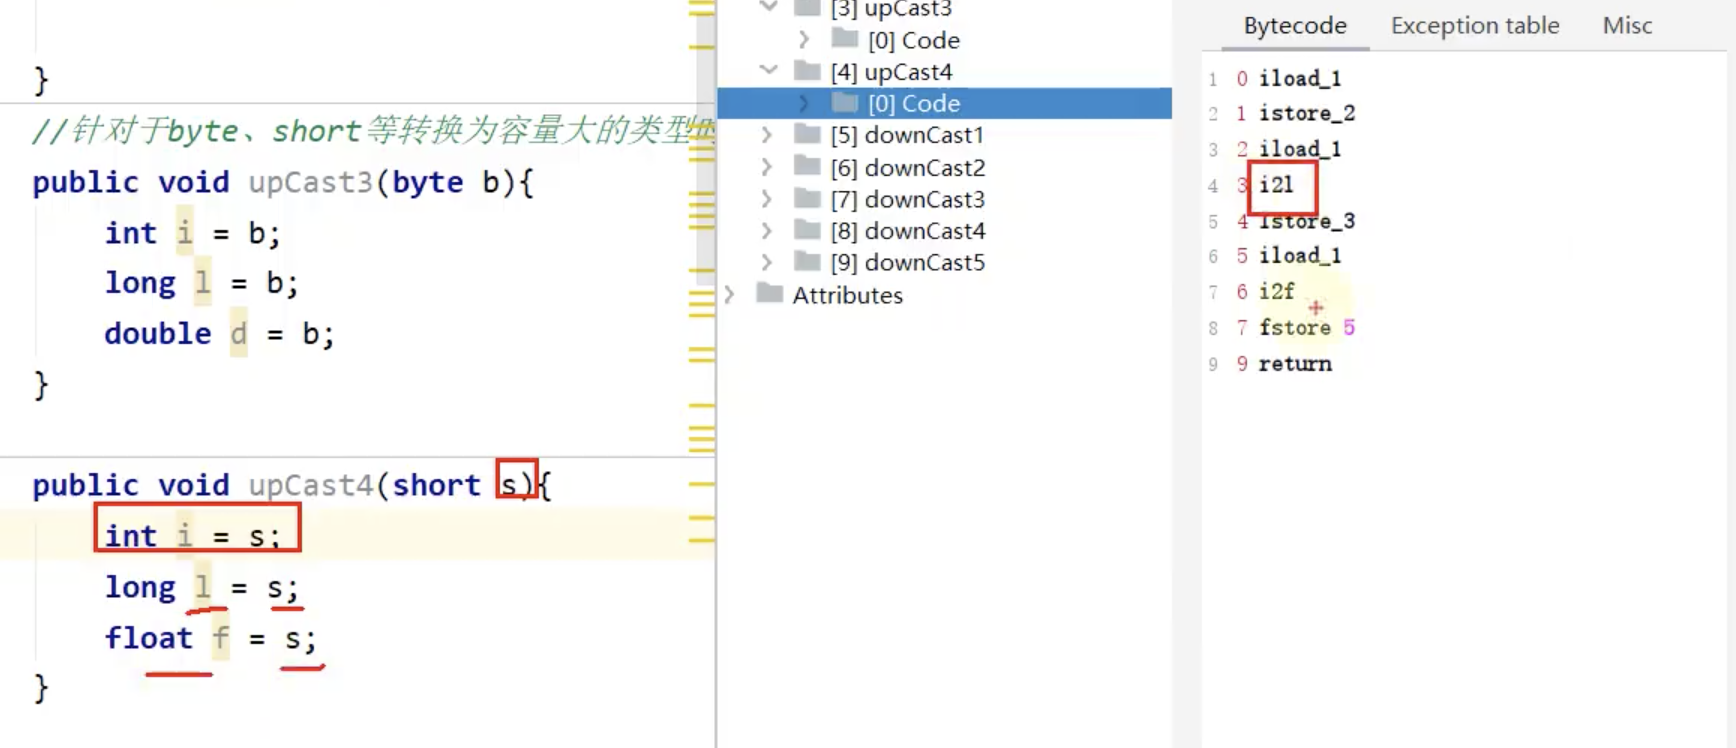 }
//针对于byte、short等转换为容量大的类型时
public void upCast3(byte b){
int i = b;
long l = b;
double d = b;
}
public void upCast4(short s){
int i = s;
long l = s;
float f = s;
}
[3] upCast3
[0] Code
[4] upCast4
[0] Code
[5] downCast1
[6] downCast2
[7] downCast3
[8] downCast4
[9] downCast5
Attributes
Bytecode Exception table Misc
1 0 iload_1
2 1 istore_2
3 2 iload_1
4 3 i2l
5 4 lstore_3
6 5 iload_1
7 6 i2f
8 7 fstore 5
9 9 return